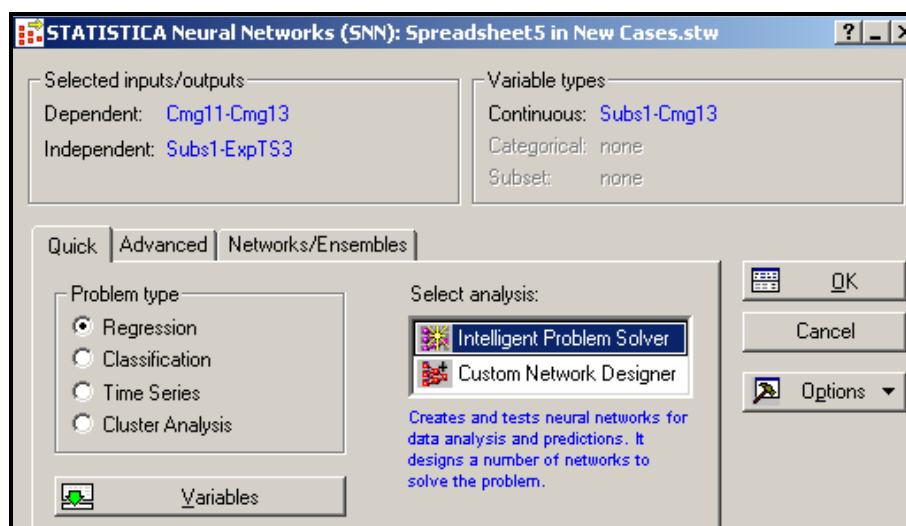 STATISTICA Neural Networks (SNN): Spreadsheet5 in New Cases.stw
Selected inputs/outputs
Dependent: Cmg11-Cmg13
Independent: Subs1-ExpTS3
Variable types
Continuous: Subs1-Cmg13
Categorical: none
Subset: none
Quick
Advanced
Networks/Ensembles
Problem type
Regression
Classification
Time Series
Cluster Analysis
Variables
Select analysis:
Intelligent Problem Solver
Custom Network Designer
Creates and tests neural networks for
data analysis and predictions. It
designs a number of networks to
solve the problem.
OK
Cancel
Options